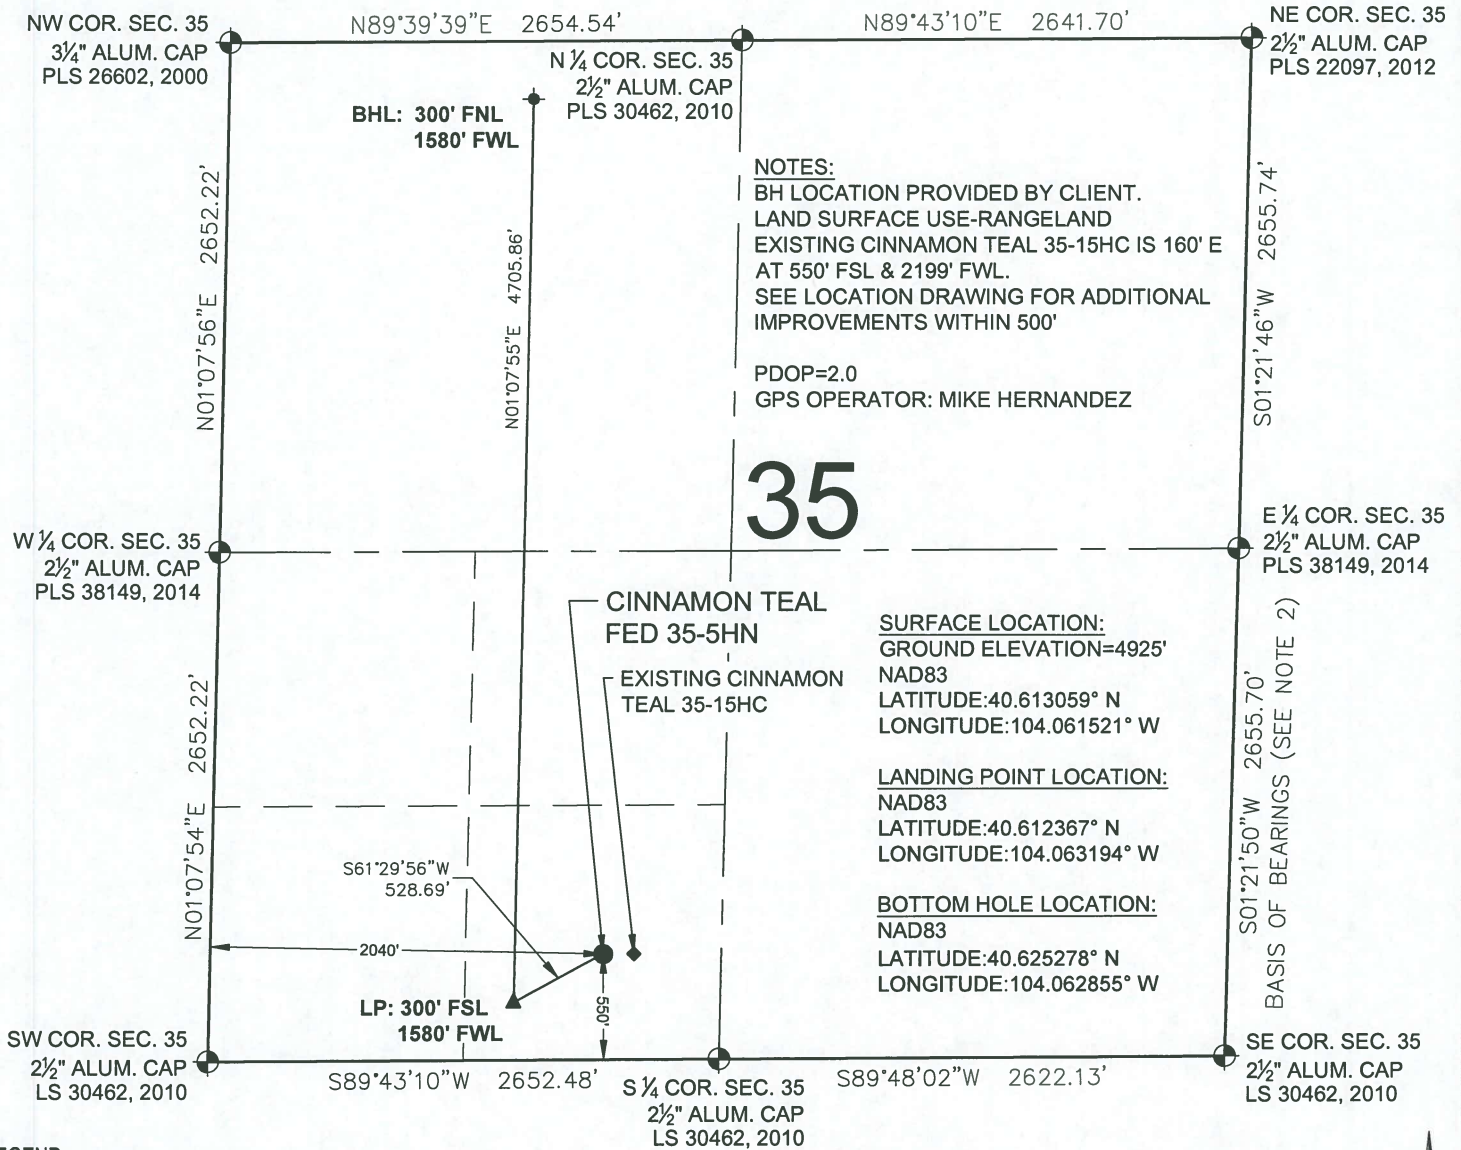 NW COR. SEC. 35
3¼" ALUM. CAP
PLS 26602, 2000
N89°39'39"E 2654.54'
N ¼ COR. SEC. 35
2½" ALUM. CAP
PLS 30462, 2010
N89°43'10"E 2641.70'
NE COR. SEC. 35
2½" ALUM. CAP
PLS 22097, 2012
BHL: 300' FNL
1580' FWL
N01°07'56"E 2652.22'
N01°07'55"E 4705.86'
NOTES:
BH LOCATION PROVIDED BY CLIENT.
LAND SURFACE USE-RANGELAND
EXISTING CINNAMON TEAL 35-15HC IS 160' E
AT 550' FSL & 2199' FWL.
SEE LOCATION DRAWING FOR ADDITIONAL
IMPROVEMENTS WITHIN 500'
PDOP=2.0
GPS OPERATOR: MIKE HERNANDEZ
S01°21'46"W 2655.74'
35
W ¼ COR. SEC. 35
2½" ALUM. CAP
PLS 38149, 2014
E ¼ COR. SEC. 35
2½" ALUM. CAP
PLS 38149, 2014
CINNAMON TEAL
FED 35-5HN
EXISTING CINNAMON
TEAL 35-15HC
SURFACE LOCATION:
GROUND ELEVATION=4925'
NAD83
LATITUDE:40.613059° N
LONGITUDE:104.061521° W
LANDING POINT LOCATION:
NAD83
LATITUDE:40.612367° N
LONGITUDE:104.063194° W
BOTTOM HOLE LOCATION:
NAD83
LATITUDE:40.625278° N
LONGITUDE:104.062855° W
N01°07'54"E 2652.22'
S01°21'50"W 2655.70'
BASIS OF BEARINGS (SEE NOTE 2)
S61°29'56"W
528.69'
2040'
550'
LP: 300' FSL
1580' FWL
SW COR. SEC. 35
2½" ALUM. CAP
LS 30462, 2010
S89°43'10"W 2652.48'
S ¼ COR. SEC. 35
2½" ALUM. CAP
LS 30462, 2010
S89°48'02"W 2622.13'
SE COR. SEC. 35
2½" ALUM. CAP
LS 30462, 2010